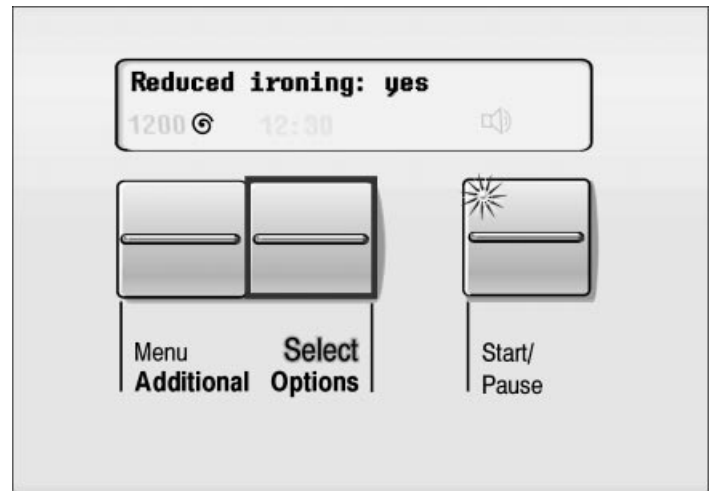 Reduced ironing: yes
1200 12:30
Menu Select
Additional Options
Start/
Pause